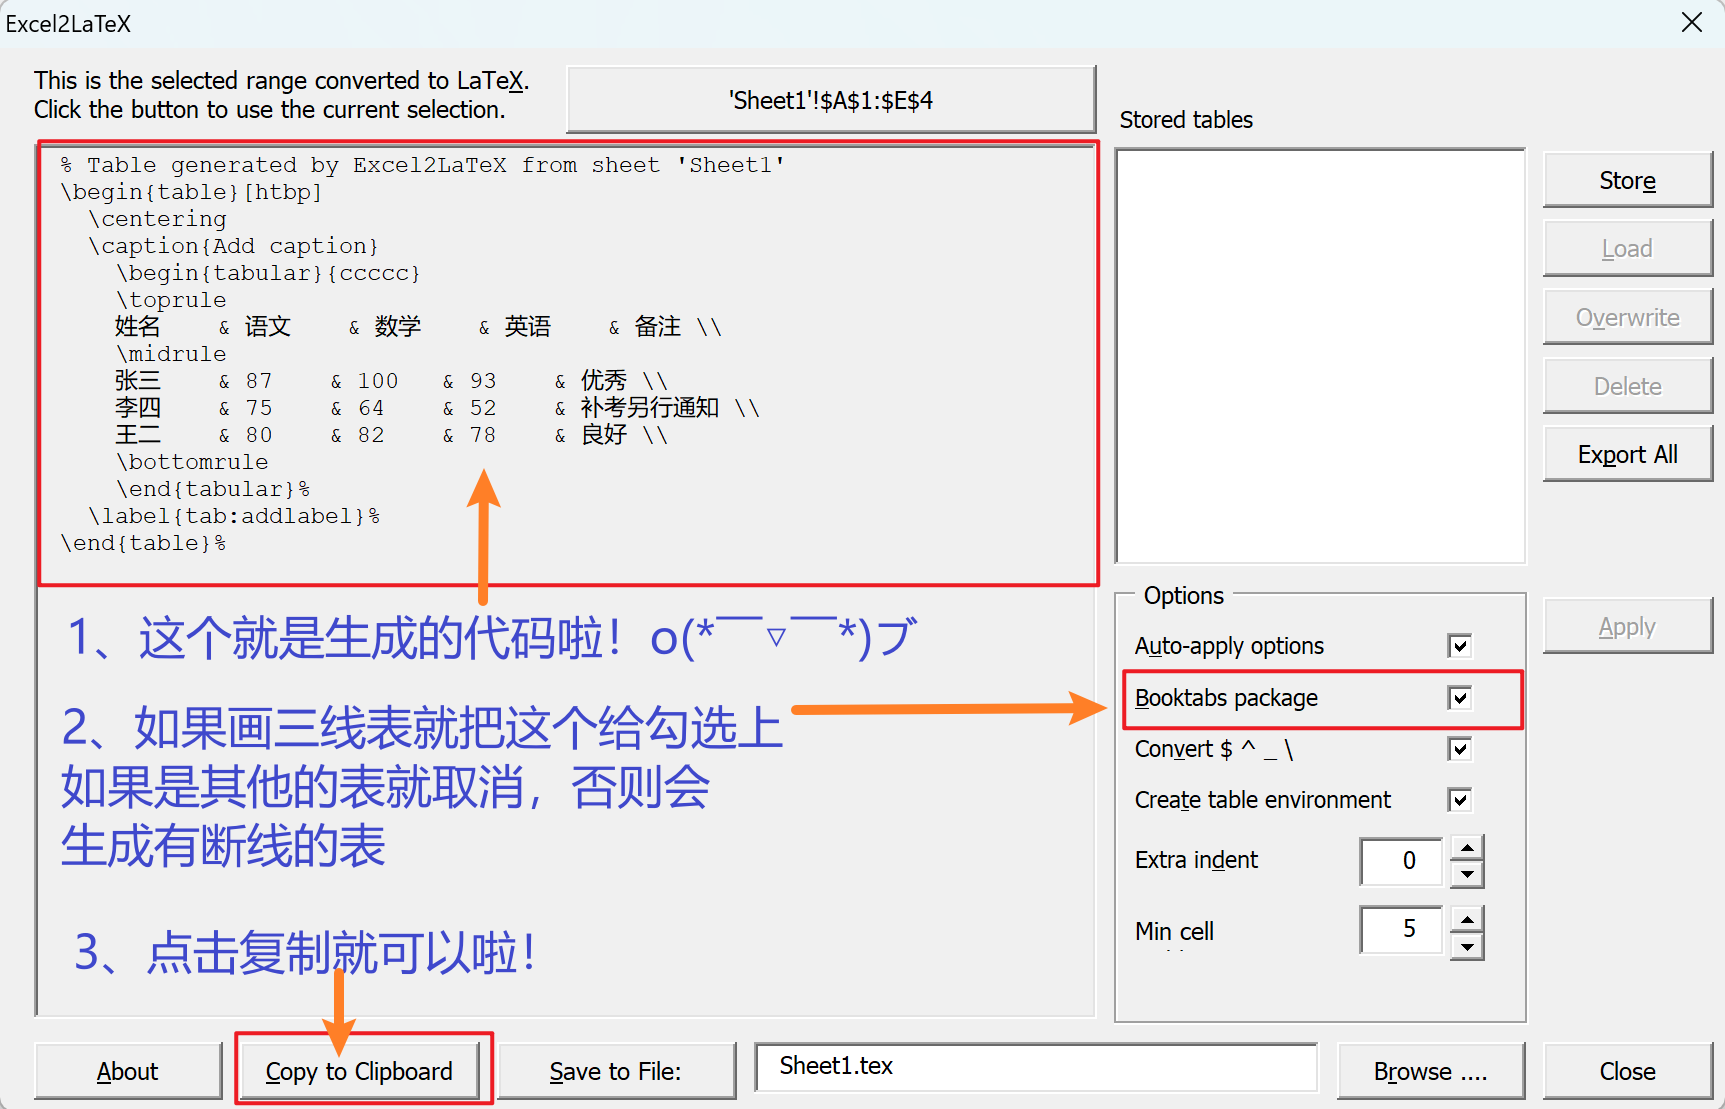 Excel2LaTeX
This is the selected range converted to LaTeX.
Click the button to use the current selection.
'Sheet1'!$A$1:$E$4
% Table generated by Excel2LaTeX from sheet 'Sheet1'
\begin{table}[htbp]
  \centering
  \caption{Add caption}
    \begin{tabular}{ccccc}
    \toprule
    姓名    & 语文    & 数学    & 英语    & 备注 \\
    \midrule
    张三    & 87    & 100   & 93    & 优秀 \\
    李四    & 75    & 64    & 52    & 补考另行通知 \\
    王二    & 80    & 82    & 78    & 良好 \\
    \bottomrule
    \end{tabular}%
  \label{tab:addlabel}%
\end{table}%
1、这个就是生成的代码啦！o(*￣▽￣*)ブ
2、如果画三线表就把这个给勾选上
如果是其他的表就取消，否则会
生成有断线的表
3、点击复制就可以啦！
Stored tables
Store
Load
Overwrite
Delete
Export All
Options
Auto-apply options
Booktabs package
Convert $ ^ _ \
Create table environment
Extra indent 0
Min cell 5
Apply
About
Copy to Clipboard
Save to File:
Sheet1.tex
Browse ....
Close